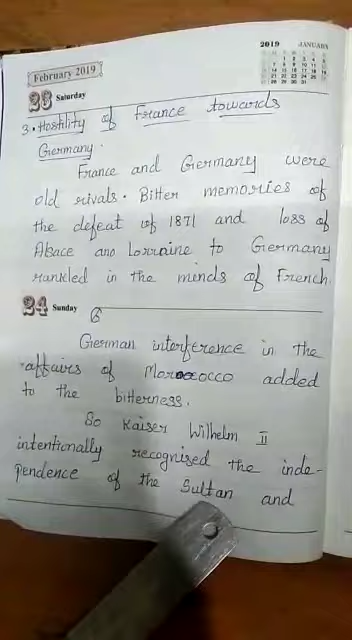 2019 JANUARY
February 2019
23 Saturday
3. Hostility of France towards
Germany.
France and Germany were
old rivals. Bitter memories of
the defeat of 1871 and loss of
Alsace and Lorraine to Germany
rankled in the minds of French
24 Sunday
German interference in the
affairs of Morocco added
to the bitterness.
So Kaiser Wilhelm II
intentionally recognised the inde-
pendence of the Sultan and